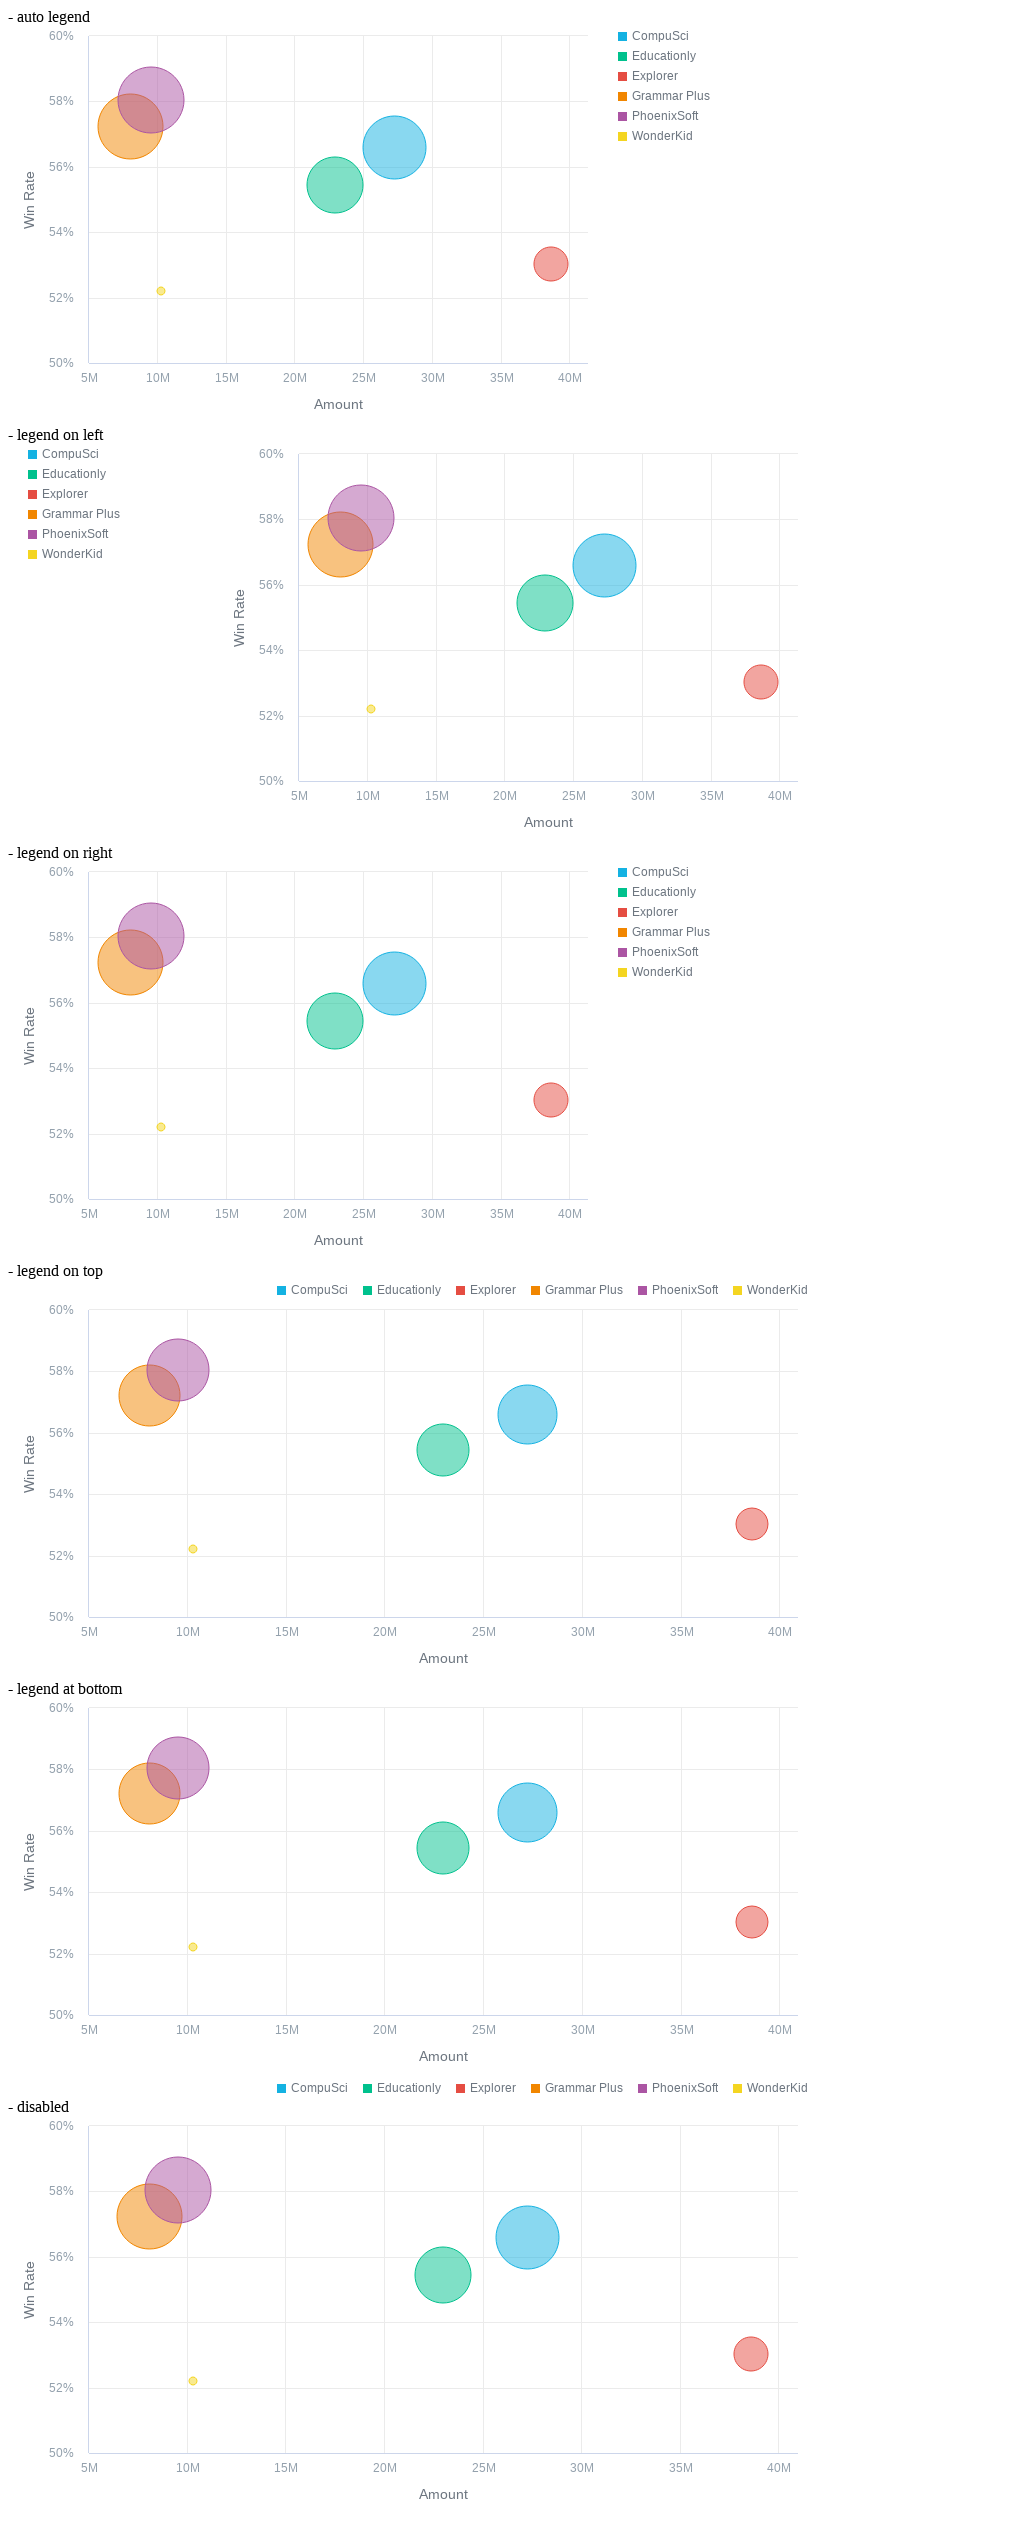 - auto legend
60%
58%
56%
54%
52%
50%
Win Rate
5M 10M 15M 20M 25M 30M 35M 40M
Amount
CompuSci
Educationly
Explorer
Grammar Plus
PhoenixSoft
WonderKid
- legend on left
CompuSci
Educationly
Explorer
Grammar Plus
PhoenixSoft
WonderKid
60%
58%
56%
54%
52%
50%
Win Rate
5M 10M 15M 20M 25M 30M 35M 40M
Amount
- legend on right
60%
58%
56%
54%
52%
50%
Win Rate
5M 10M 15M 20M 25M 30M 35M 40M
Amount
CompuSci
Educationly
Explorer
Grammar Plus
PhoenixSoft
WonderKid
- legend on top
CompuSci Educationly Explorer Grammar Plus PhoenixSoft WonderKid
60%
58%
56%
54%
52%
50%
Win Rate
5M 10M 15M 20M 25M 30M 35M 40M
Amount
- legend at bottom
60%
58%
56%
54%
52%
50%
Win Rate
5M 10M 15M 20M 25M 30M 35M 40M
Amount
CompuSci Educationly Explorer Grammar Plus PhoenixSoft WonderKid
- disabled
60%
58%
56%
54%
52%
50%
Win Rate
5M 10M 15M 20M 25M 30M 35M 40M
Amount